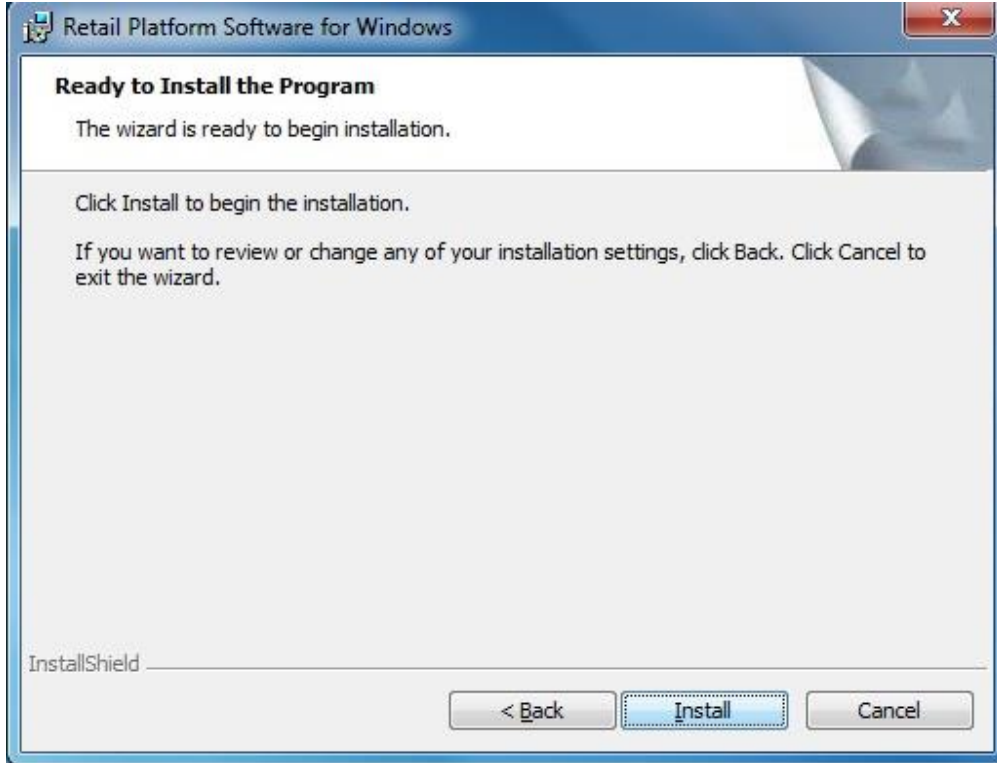 Retail Platform Software for Windows
X
Ready to Install the Program
The wizard is ready to begin installation.
Click Install to begin the installation.
If you want to review or change any of your installation settings, click Back. Click Cancel to
exit the wizard.
InstallShield
< Back
Install
Cancel